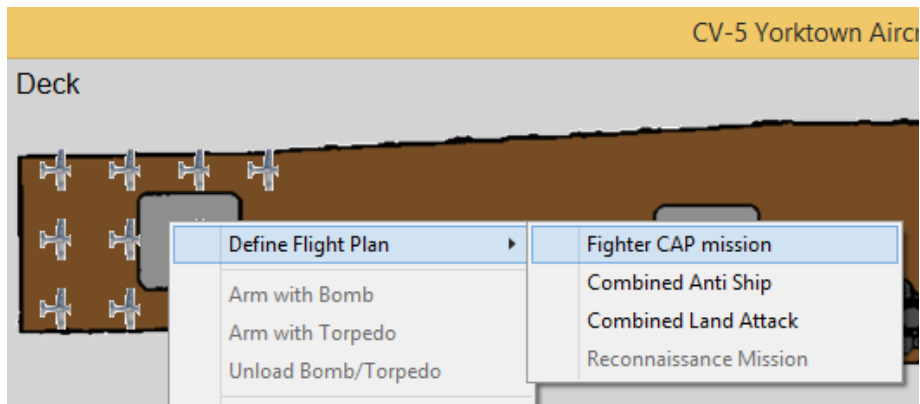 CV-5 Yorktown
Deck
Define Flight Plan
Arm with Bomb
Arm with Torpedo
Unload Bomb/Torpedo
Fighter CAP mission
Combined Anti Ship
Combined Land Attack
Reconnaissance Mission